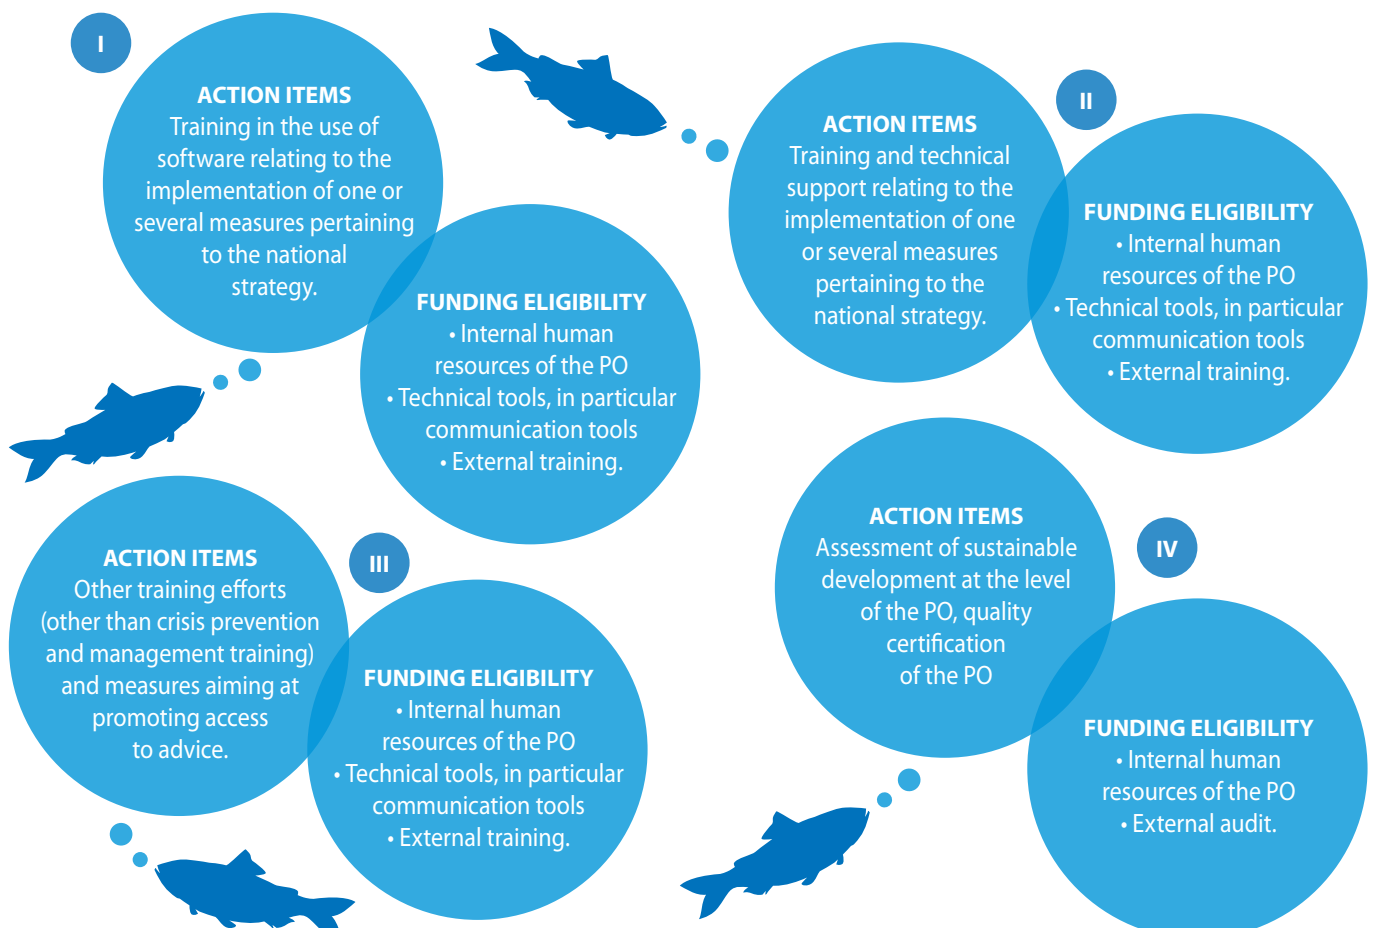 I
ACTION ITEMS
Training in the use of
software relating to the
implementation of one or
several measures pertaining
to the national
strategy.
FUNDING ELIGIBILITY
• Internal human
resources of the PO
• Technical tools, in particular
communication tools
• External training.
II
ACTION ITEMS
Training and technical
support relating to the
implementation of one
or several measures
pertaining to the
national strategy.
FUNDING ELIGIBILITY
• Internal human
resources of the PO
• Technical tools, in particular
communication tools
• External training.
III
ACTION ITEMS
Other training efforts
(other than crisis prevention
and management training)
and measures aiming at
promoting access
to advice.
FUNDING ELIGIBILITY
• Internal human
resources of the PO
• Technical tools, in particular
communication tools
• External training.
IV
ACTION ITEMS
Assessment of sustainable
development at the level
of the PO, quality
certification
of the PO
FUNDING ELIGIBILITY
• Internal human
resources of the PO
• External audit.